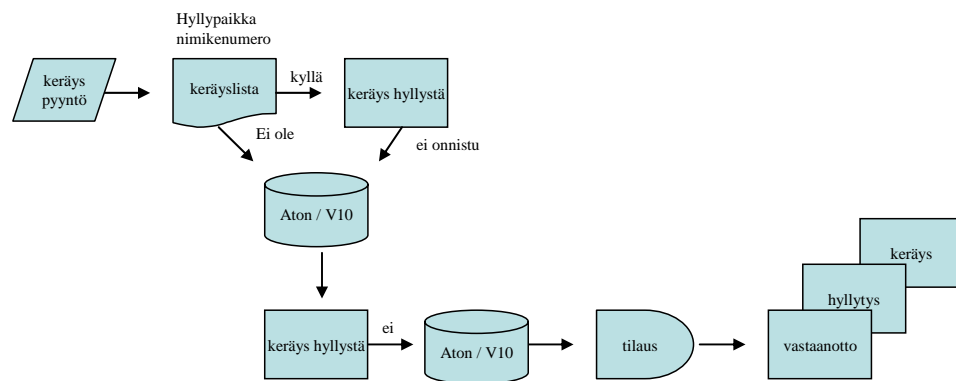 Hyllypaikka
nimikenumero
keräys
pyyntö
keräyslista
kyllä
keräys hyllystä
Ei ole
ei onnistu
Aton / V10
keräys hyllystä
ei
Aton / V10
tilaus
keräys
hyllytys
vastaanotto